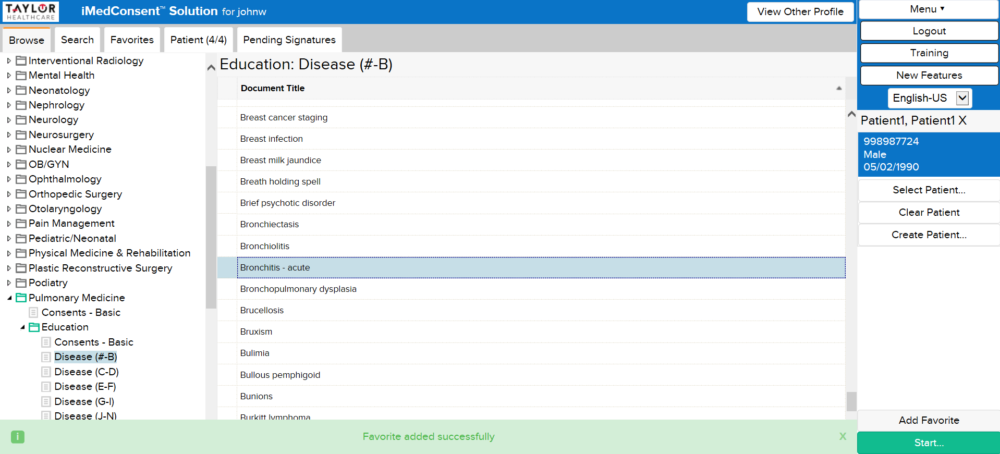 TAYLOR
HEALTHCARE
iMedConsent™ Solution for johnw
View Other Profile
Menu ▾
Logout
Training
New Features
English-US
Browse
Search
Favorites
Patient (4/4)
Pending Signatures
Interventional Radiology
Mental Health
Neonatology
Nephrology
Neurology
Neurosurgery
Nuclear Medicine
OB/GYN
Ophthalmology
Orthopedic Surgery
Otolaryngology
Pain Management
Pediatric/Neonatal
Physical Medicine & Rehabilitation
Plastic Reconstructive Surgery
Podiatry
Pulmonary Medicine
Consents - Basic
Education
Consents - Basic
Disease (#-B)
Disease (C-D)
Disease (E-F)
Disease (G-I)
Disease (J-N)
Education: Disease (#-B)
Document Title
Breast cancer staging
Breast infection
Breast milk jaundice
Breath holding spell
Brief psychotic disorder
Bronchiectasis
Bronchiolitis
Bronchitis - acute
Bronchopulmonary dysplasia
Brucellosis
Bruxism
Bulimia
Bullous pemphigoid
Bunions
Burkitt lymphoma
Patient1, Patient1 X
998987724
Male
05/02/1990
Select Patient...
Clear Patient
Create Patient...
Add Favorite
Start...
i
Favorite added successfully
X